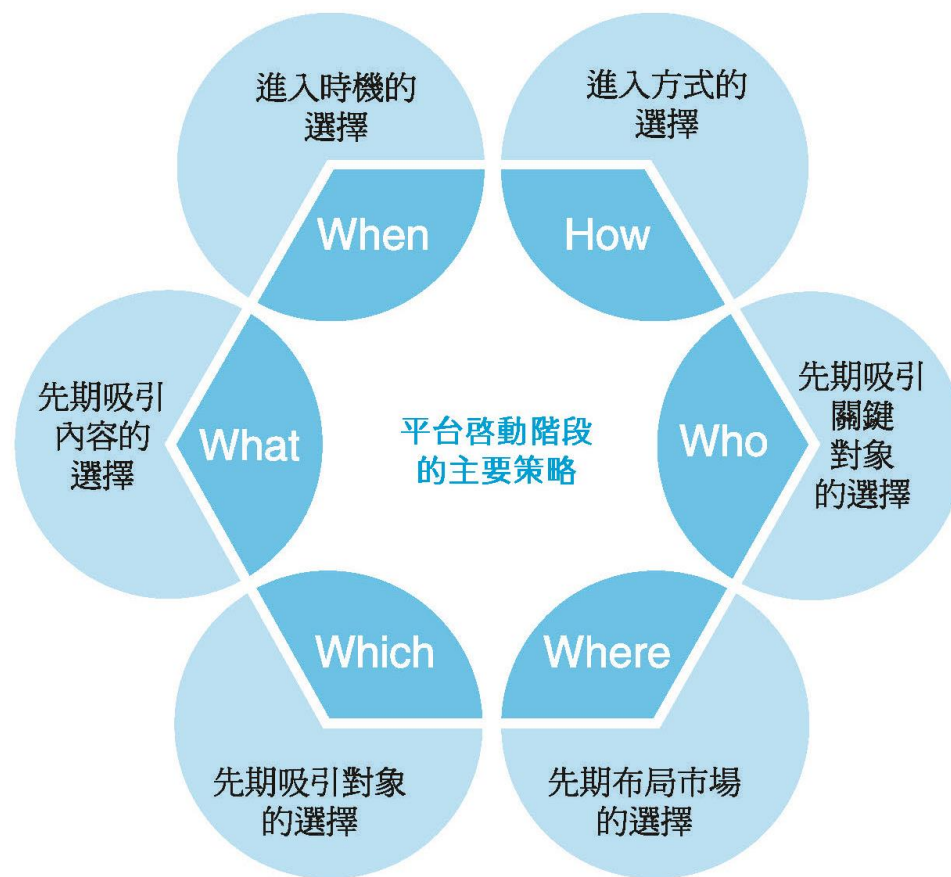 進入時機的
選擇
When
進入方式的
選擇
How
先期吸引
內容的
選擇
What
平台啓動階段
的主要策略
Who
先期吸引
關鍵
對象
的選擇
Which
先期吸引對象
的選擇
Where
先期布局市場
的選擇